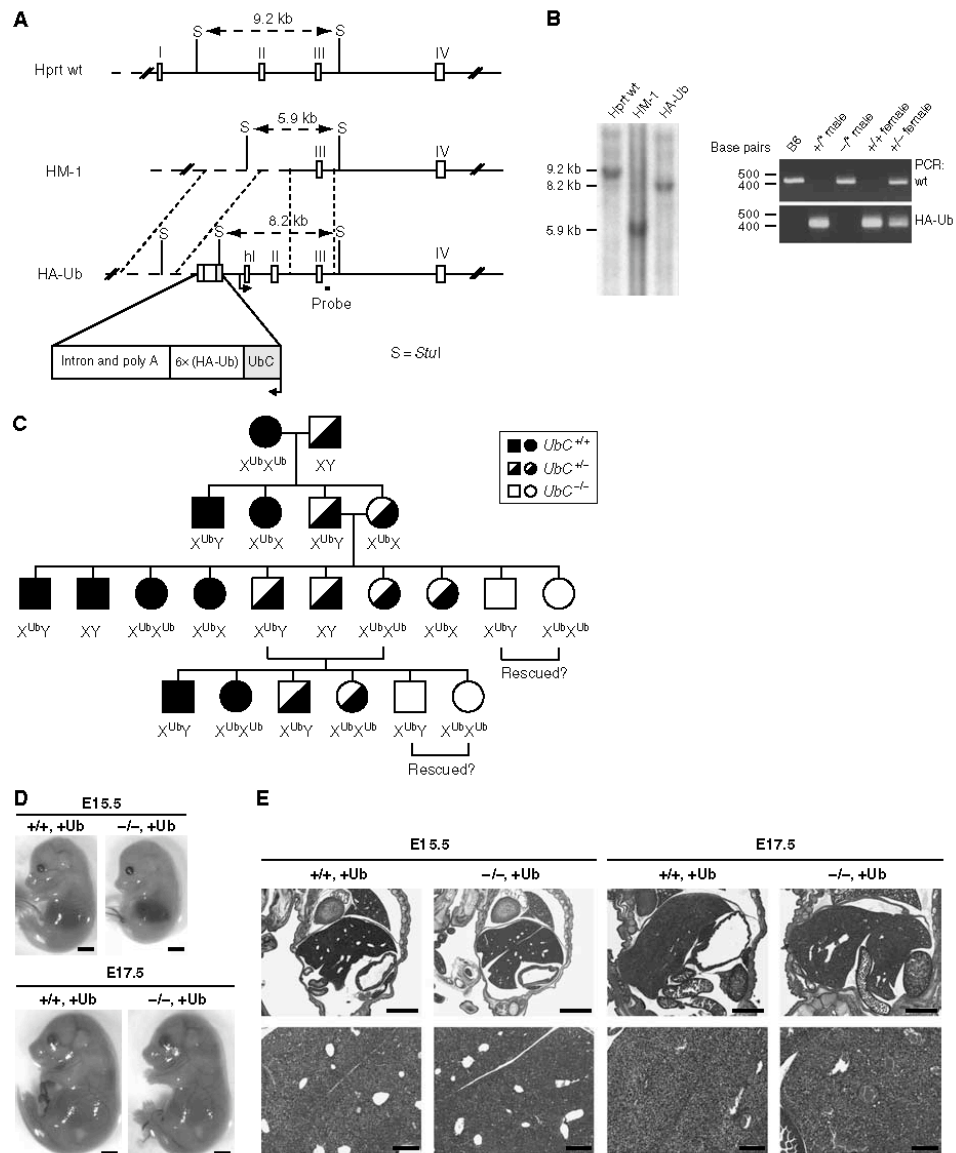 A
9.2 kb
S S
I II III IV
Hprt wt
5.9 kb
S S
III IV
HM-1
8.2 kb
S S S
hI II III IV
HA-Ub
Probe
Intron and poly A 6× (HA-Ub) UbC
S = StuI
B
Hprt wt HM-1 HA-Ub
9.2 kb
8.2 kb
5.9 kb
B6 +/* male –/* male +/+ female +/– female
Base pairs
PCR:
500
400
wt
500
400
HA-Ub
C
UbC+/+
UbC+/–
UbC–/–
XUbXUb XY
XUbY XUbX XUbY XUbX
XUbY XY XUbXUb XUbX XUbY XY XUbXUb XUbX XUbY XUbXUb
Rescued?
XUbY XUbXUb XUbY XUbXUb XUbY XUbXUb
Rescued?
D
E15.5
+/+, +Ub –/–, +Ub
E17.5
+/+, +Ub –/–, +Ub
E
E15.5 E17.5
+/+, +Ub –/–, +Ub +/+, +Ub –/–, +Ub